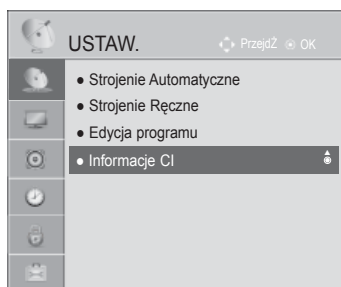 USTAW.
PrzejdŹ OK
● Strojenie Automatyczne
● Strojenie Ręczne
● Edycja programu
● Informacje CI